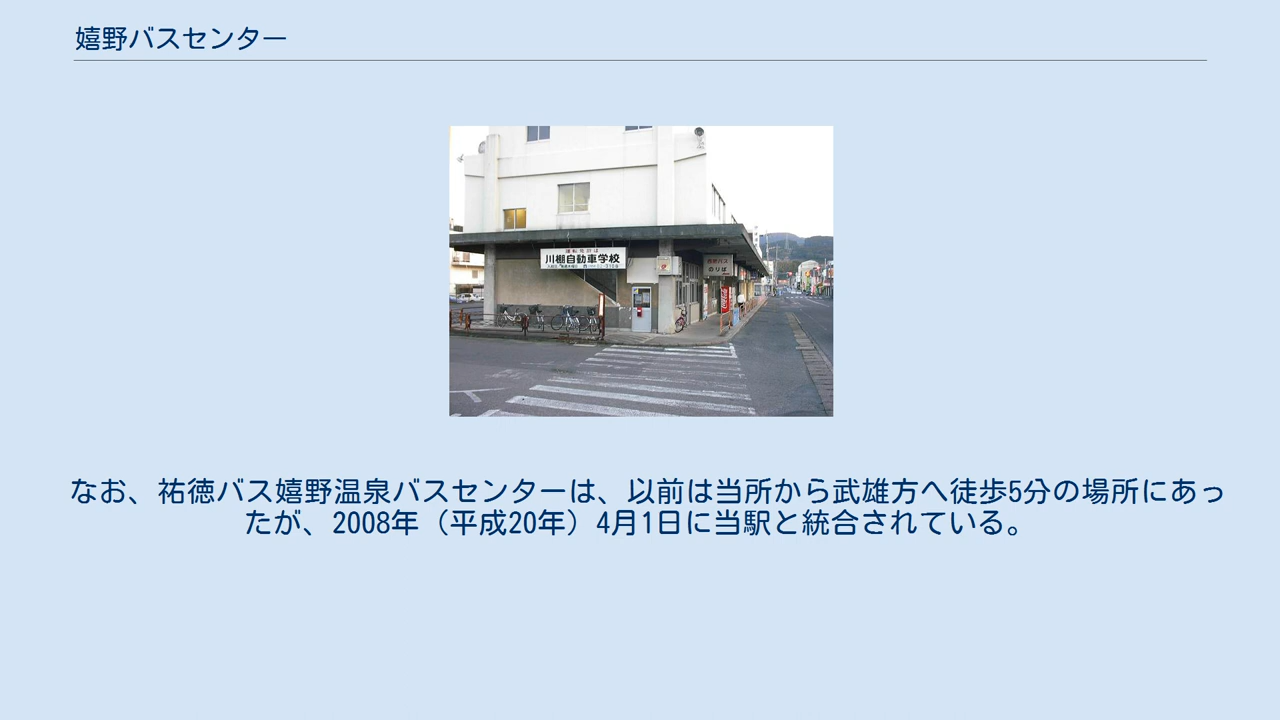 嬉野バスセンター
川棚自動車学校
のりば
なお、祐徳バス嬉野温泉バスセンターは、以前は当所から武雄方へ徒歩5分の場所にあっ
たが、2008年（平成20年）4月1日に当駅と統合されている。